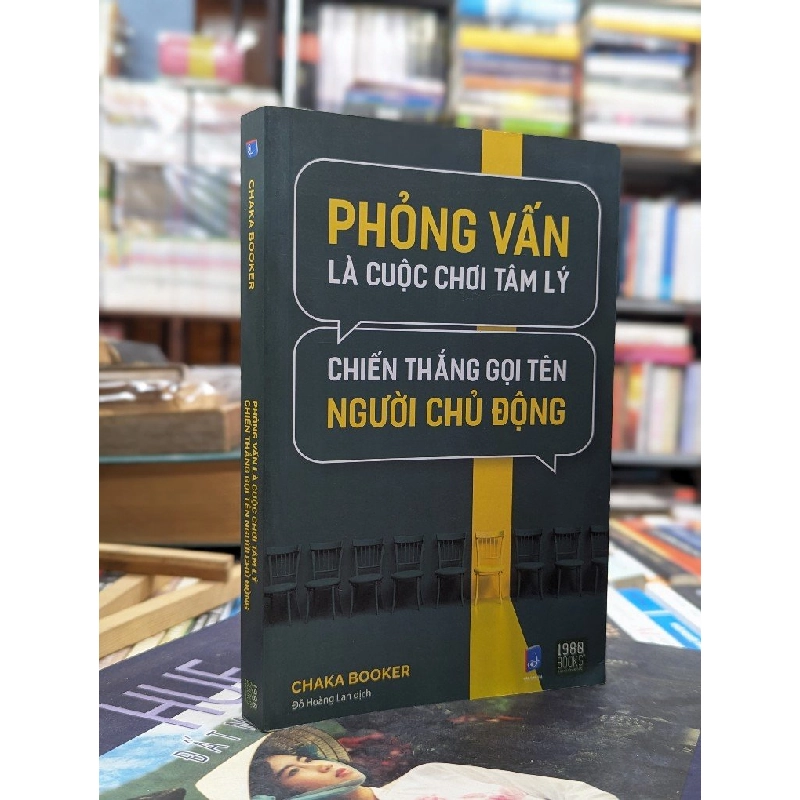 PHỎNG VẤN
LÀ CUỘC CHƠI TÂM LÝ
CHIẾN THẮNG GỌI TÊN
NGƯỜI CHỦ ĐỘNG
CHAKA BOOKER
Đỗ Hoàng Lan dịch
1980
BOOKS
CHAKA BOOKER
PHỎNG VẤN LÀ CUỘC CHƠI TÂM LÝ
CHIẾN THẮNG GỌI TÊN NGƯỜI CHỦ ĐỘNG
HUẾ